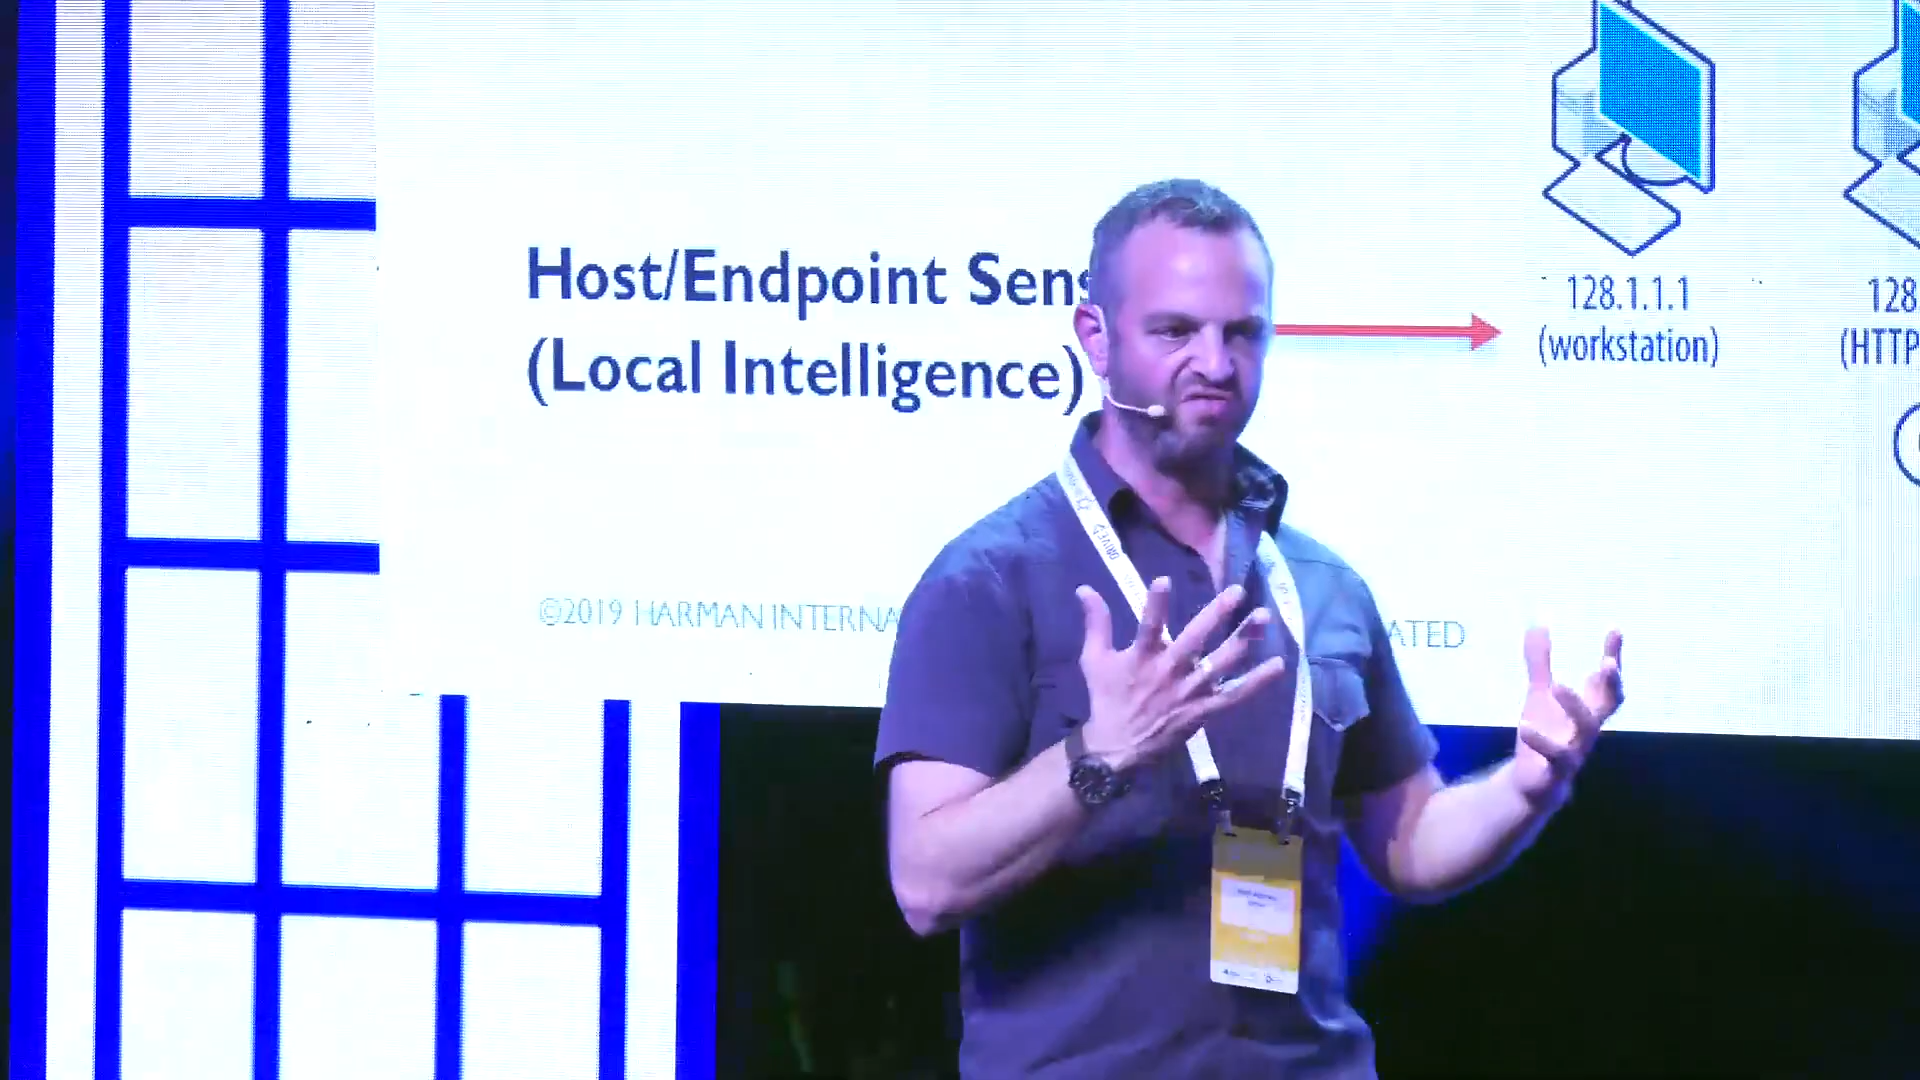 Host/Endpoint Sens
(Local Intelligence)
128.1.1.1
(workstation)
128
(HTTP
©2019 HARMAN INTERNA
ATED